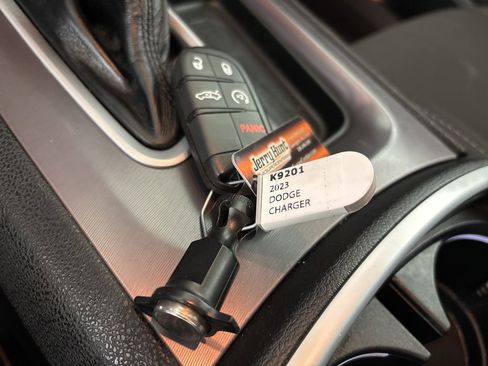 PANIC
Jerry Hunt
K9201
2023
DODGE
CHARGER